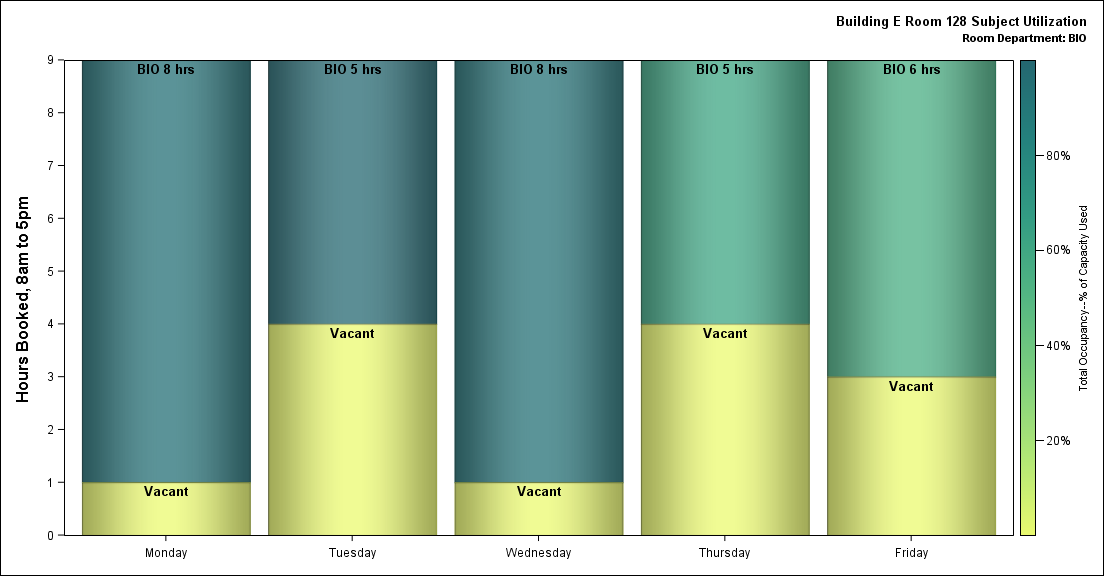 Building E Room 128 Subject Utilization
Room Department: BIO
Hours Booked, 8am to 5pm
9
8
7
6
5
4
3
2
1
0
BIO 8 hrs
BIO 5 hrs
BIO 8 hrs
BIO 5 hrs
BIO 6 hrs
Vacant
Vacant
Vacant
Vacant
Vacant
Monday
Tuesday
Wednesday
Thursday
Friday
80%
60%
40%
20%
Total Occupancy--% of Capacity Used